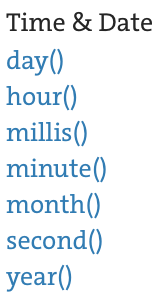 Time & Date
day()
hour()
millis()
minute()
month()
second()
year()